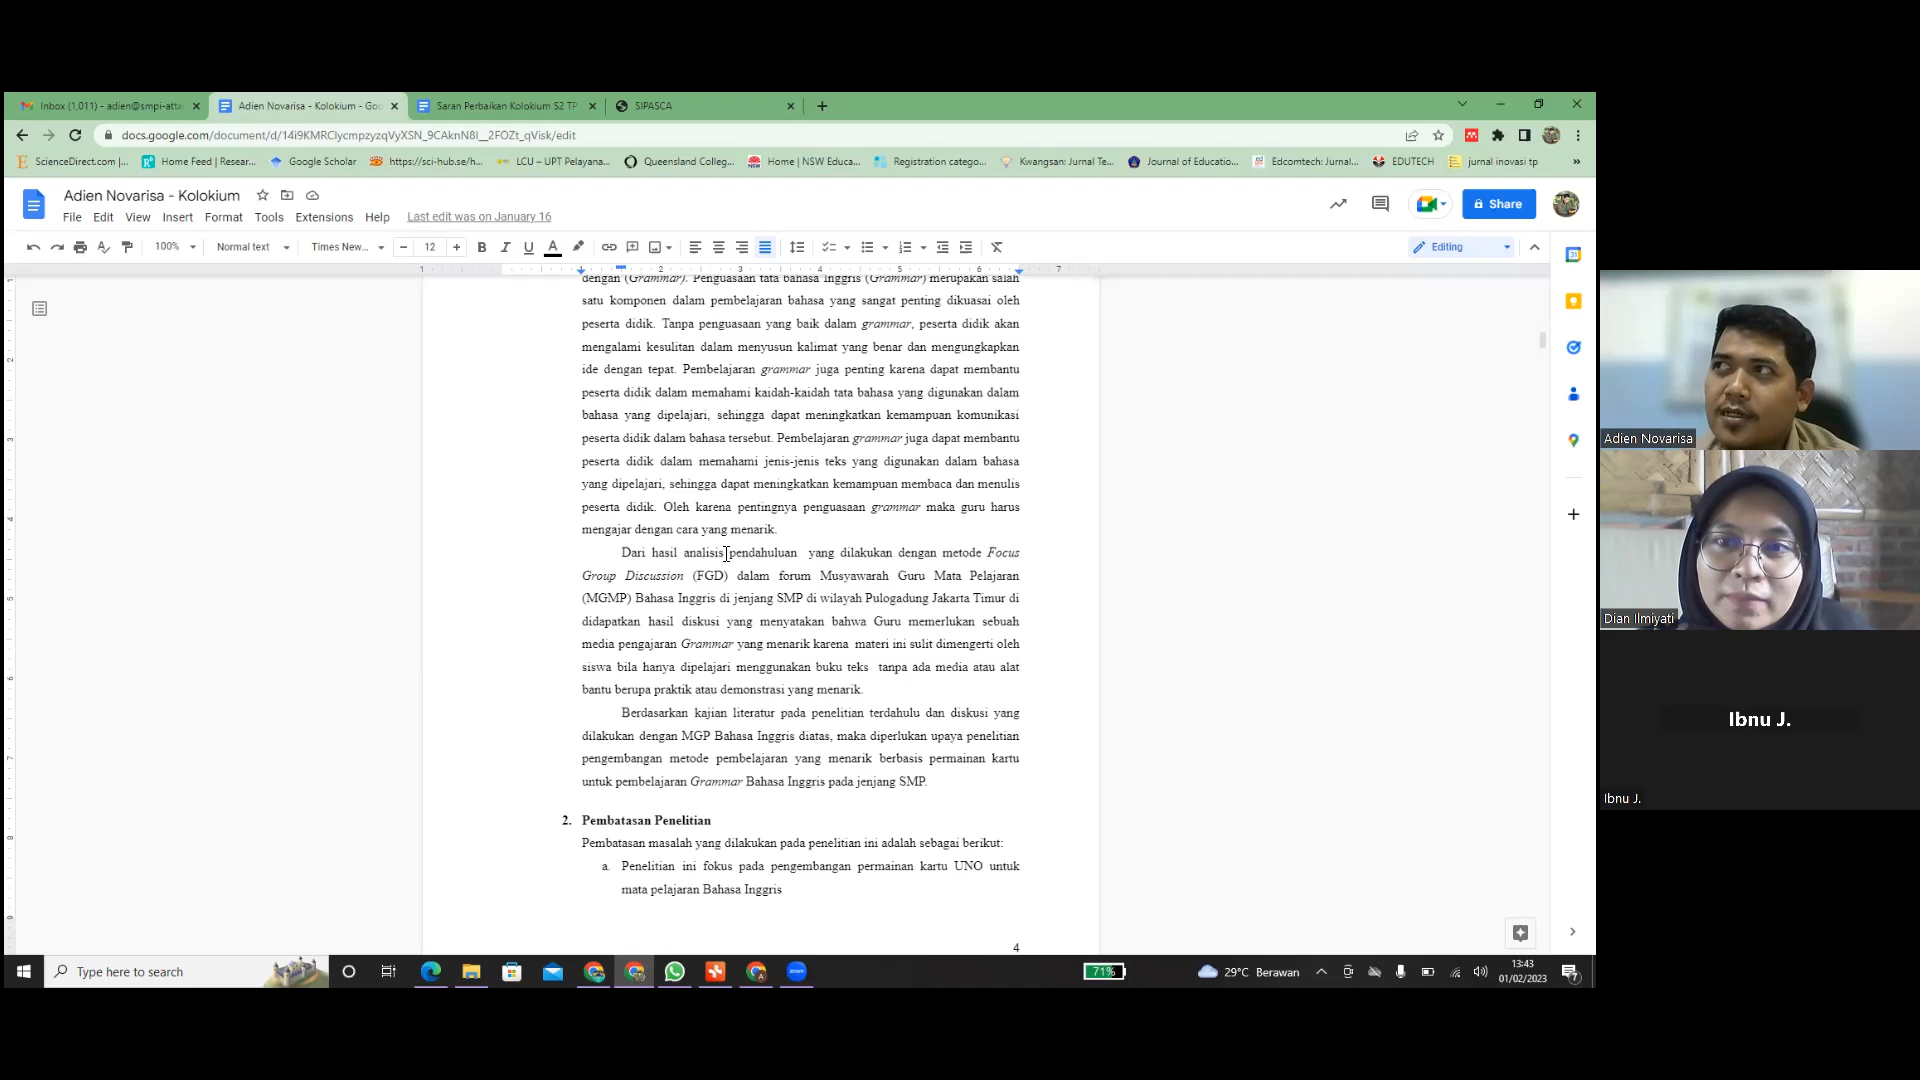 Inbox (1,011) - adien@smpi-atta
Adien Novarisa - Kolokium - Goo
Saran Perbaikan Kolokium S2 TP
SIPASCA
docs.google.com/document/d/14i9KMRClycmpzyzqVyXSN_9CAknN8I__2FOZt_qVisk/edit
ScienceDirect.com |...
Home Feed | Resear...
Google Scholar
https://sci-hub.se/h...
LCU – UPT Pelayana...
Queensland Colleg...
Home | NSW Educa...
Registration catego...
Kwangsan: Jurnal Te...
Journal of Educatio...
Edcomtech: Jurnal...
EDUTECH
jurnal inovasi tp
Adien Novarisa - Kolokium
File Edit View Insert Format Tools Extensions Help Last edit was on January 16
Share
100% Normal text Times New... 12 Editing
1 1 2 3 4 5 6 7
dengan (Grammar). Penguasaan tata bahasa Inggris (Grammar) merupakan salah
satu komponen dalam pembelajaran bahasa yang sangat penting dikuasai oleh
peserta didik. Tanpa penguasaan yang baik dalam grammar, peserta didik akan
mengalami kesulitan dalam menyusun kalimat yang benar dan mengungkapkan
ide dengan tepat. Pembelajaran grammar juga penting karena dapat membantu
peserta didik dalam memahami kaidah-kaidah tata bahasa yang digunakan dalam
bahasa yang dipelajari, sehingga dapat meningkatkan kemampuan komunikasi
peserta didik dalam bahasa tersebut. Pembelajaran grammar juga dapat membantu
peserta didik dalam memahami jenis-jenis teks yang digunakan dalam bahasa
yang dipelajari, sehingga dapat meningkatkan kemampuan membaca dan menulis
peserta didik. Oleh karena pentingnya penguasaan grammar maka guru harus
mengajar dengan cara yang menarik.
Dari hasil analisis pendahuluan yang dilakukan dengan metode Focus
Group Discussion (FGD) dalam forum Musyawarah Guru Mata Pelajaran
(MGMP) Bahasa Inggris di jenjang SMP di wilayah Pulogadung Jakarta Timur di
didapatkan hasil diskusi yang menyatakan bahwa Guru memerlukan sebuah
media pengajaran Grammar yang menarik karena materi ini sulit dimengerti oleh
siswa bila hanya dipelajari menggunakan buku teks tanpa ada media atau alat
bantu berupa praktik atau demonstrasi yang menarik.
Berdasarkan kajian literatur pada penelitian terdahulu dan diskusi yang
dilakukan dengan MGP Bahasa Inggris diatas, maka diperlukan upaya penelitian
pengembangan metode pembelajaran yang menarik berbasis permainan kartu
untuk pembelajaran Grammar Bahasa Inggris pada jenjang SMP.
2. Pembatasan Penelitian
Pembatasan masalah yang dilakukan pada penelitian ini adalah sebagai berikut:
a. Penelitian ini fokus pada pengembangan permainan kartu UNO untuk
mata pelajaran Bahasa Inggris
4
Adien Novarisa
Dian Ilmiyati
Ibnu J.
Ibnu J.
Type here to search
71%
29°C Berawan
13:43
01/02/2023
7